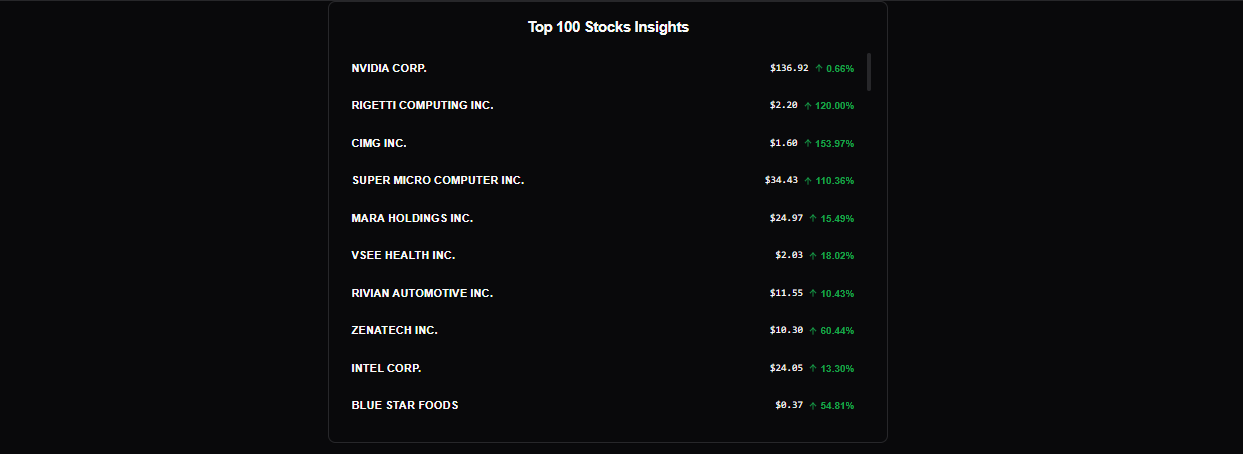 Top 100 Stocks Insights
NVIDIA CORP. $136.92 ↑ 0.66%
RIGETTI COMPUTING INC. $2.20 ↑ 120.00%
CIMG INC. $1.60 ↑ 153.97%
SUPER MICRO COMPUTER INC. $34.43 ↑ 110.36%
MARA HOLDINGS INC. $24.97 ↑ 15.49%
VSEE HEALTH INC. $2.03 ↑ 18.02%
RIVIAN AUTOMOTIVE INC. $11.55 ↑ 10.43%
ZENATECH INC. $10.30 ↑ 60.44%
INTEL CORP. $24.05 ↑ 13.30%
BLUE STAR FOODS $0.37 ↑ 54.81%